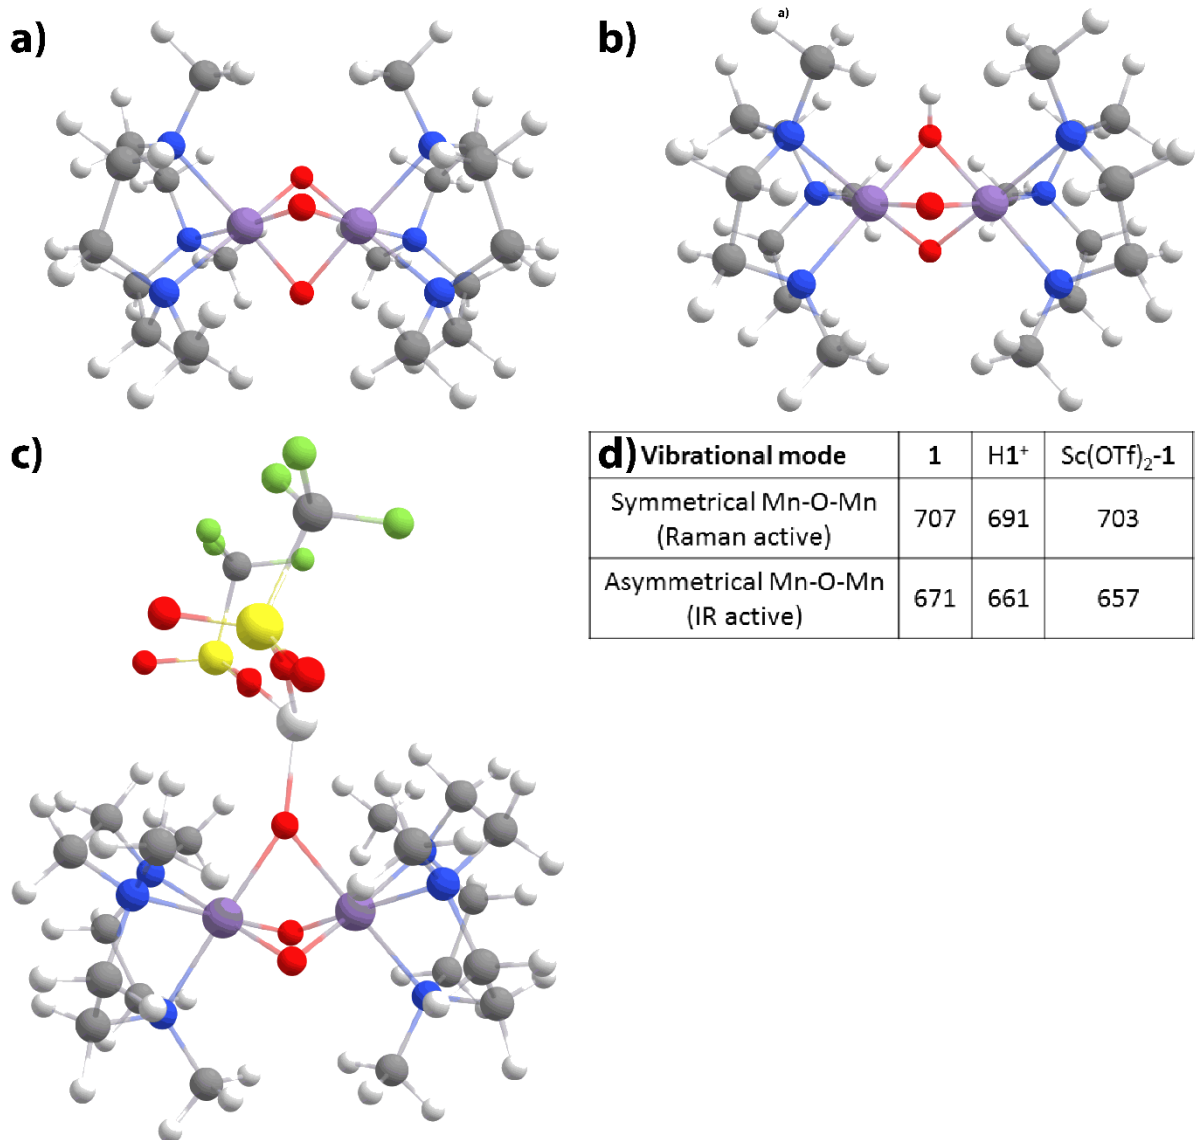 a)
b)
a)
c)
d) Vibrational mode 1 H1⁺ Sc(OTf)₂-1
Symmetrical Mn-O-Mn
(Raman active) 707 691 703
Asymmetrical Mn-O-Mn
(IR active) 671 661 657